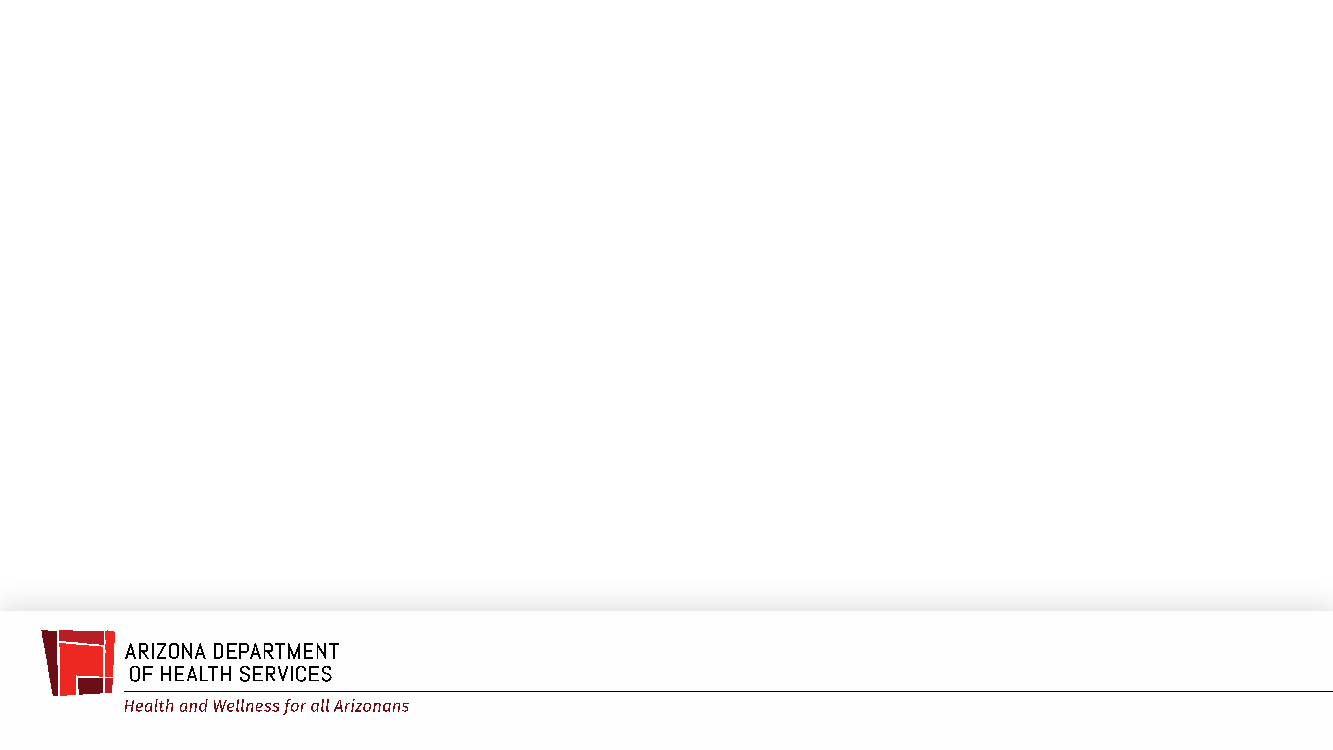 ARIZONA DEPARTMENT
OF HEALTH SERVICES
Health and Wellness for all Arizonans